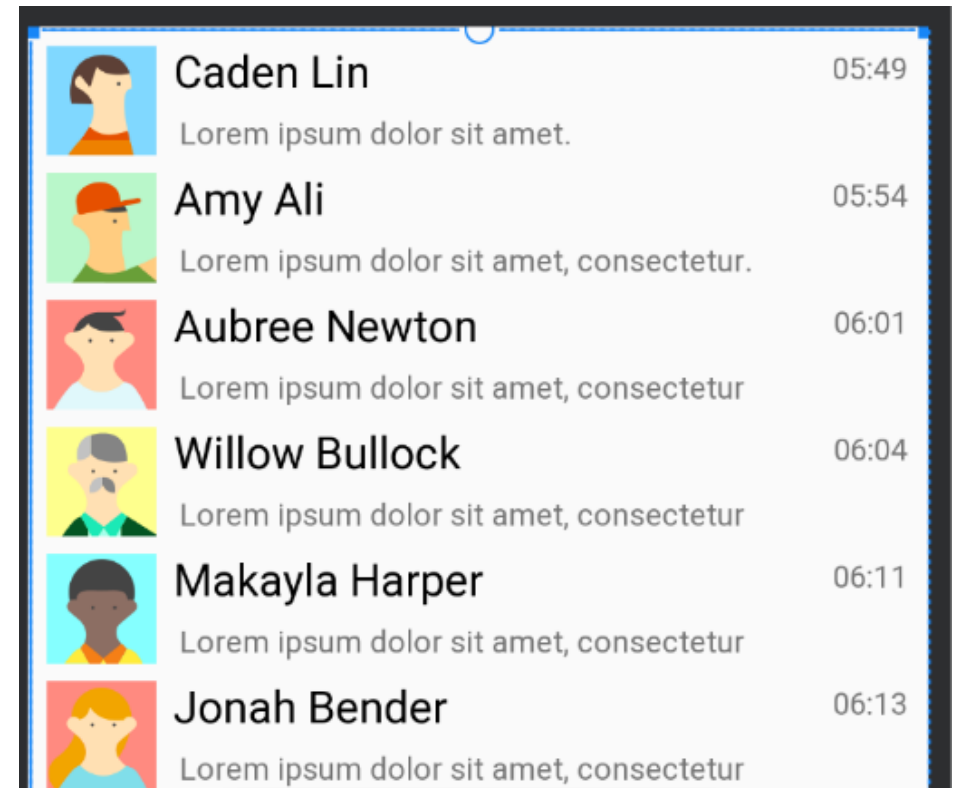 Caden Lin 05:49
Lorem ipsum dolor sit amet.
Amy Ali 05:54
Lorem ipsum dolor sit amet, consectetur.
Aubree Newton 06:01
Lorem ipsum dolor sit amet, consectetur
Willow Bullock 06:04
Lorem ipsum dolor sit amet, consectetur
Makayla Harper 06:11
Lorem ipsum dolor sit amet, consectetur
Jonah Bender 06:13
Lorem ipsum dolor sit amet, consectetur